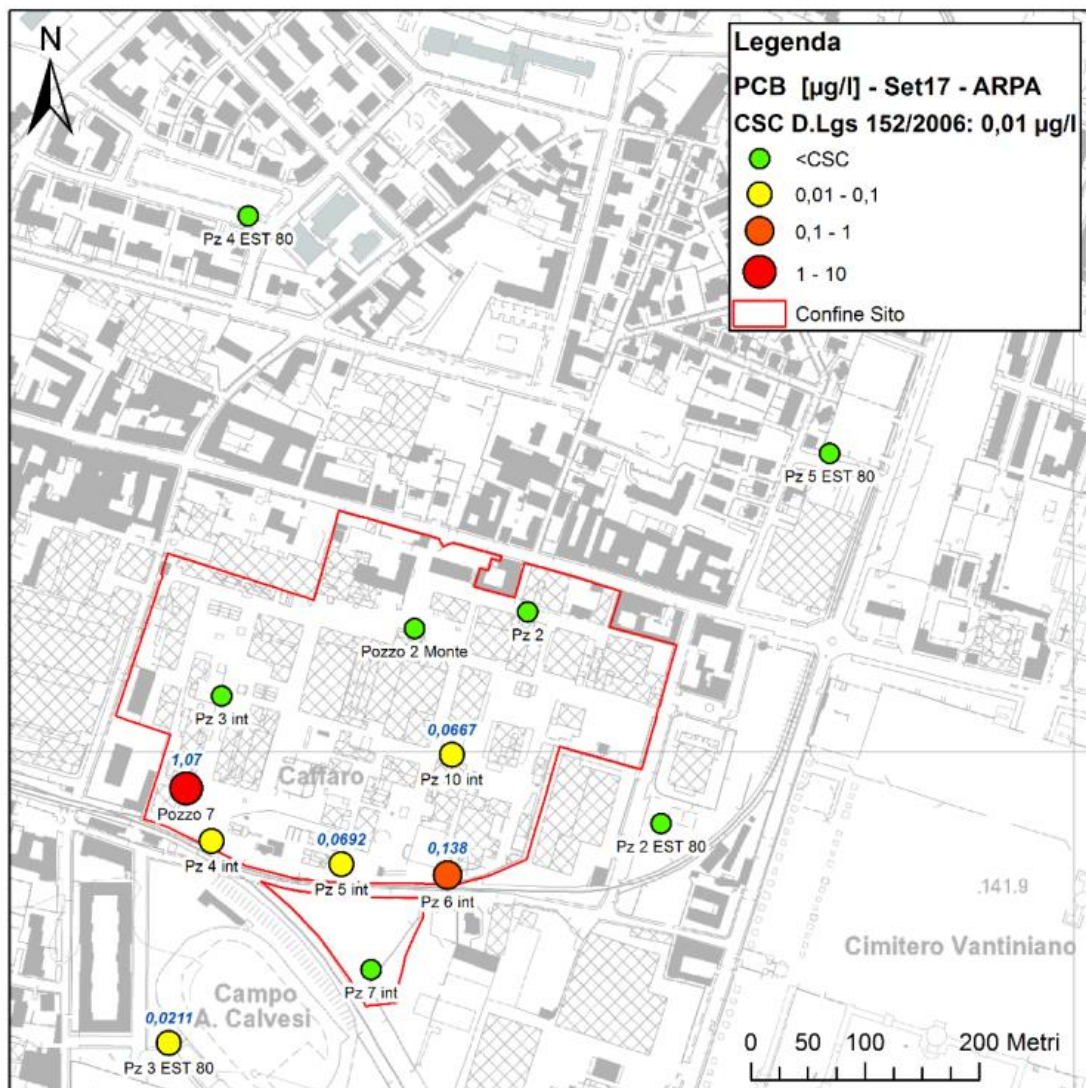 N
Legenda
PCB [µg/l] - Set17 - ARPA
CSC D.Lgs 152/2006: 0,01 µg/l
<CSC
0,01 - 0,1
0,1 - 1
1 - 10
Confine Sito
Pz 4 EST 80
Pz 5 EST 80
Pz 2
Pozzo 2 Monte
Pz 3 int
0,0667
Pz 10 int
1,07
Caffaro
Pozzo 7
Pz 2 EST 80
0,0692
0,138
Pz 4 int
Pz 5 int
Pz 6 int
.141.9
Cimitero Vantiniano
Pz 7 int
Campo
A. Calvesi
0,0211
Pz 3 EST 80
0 50 100 200 Metri